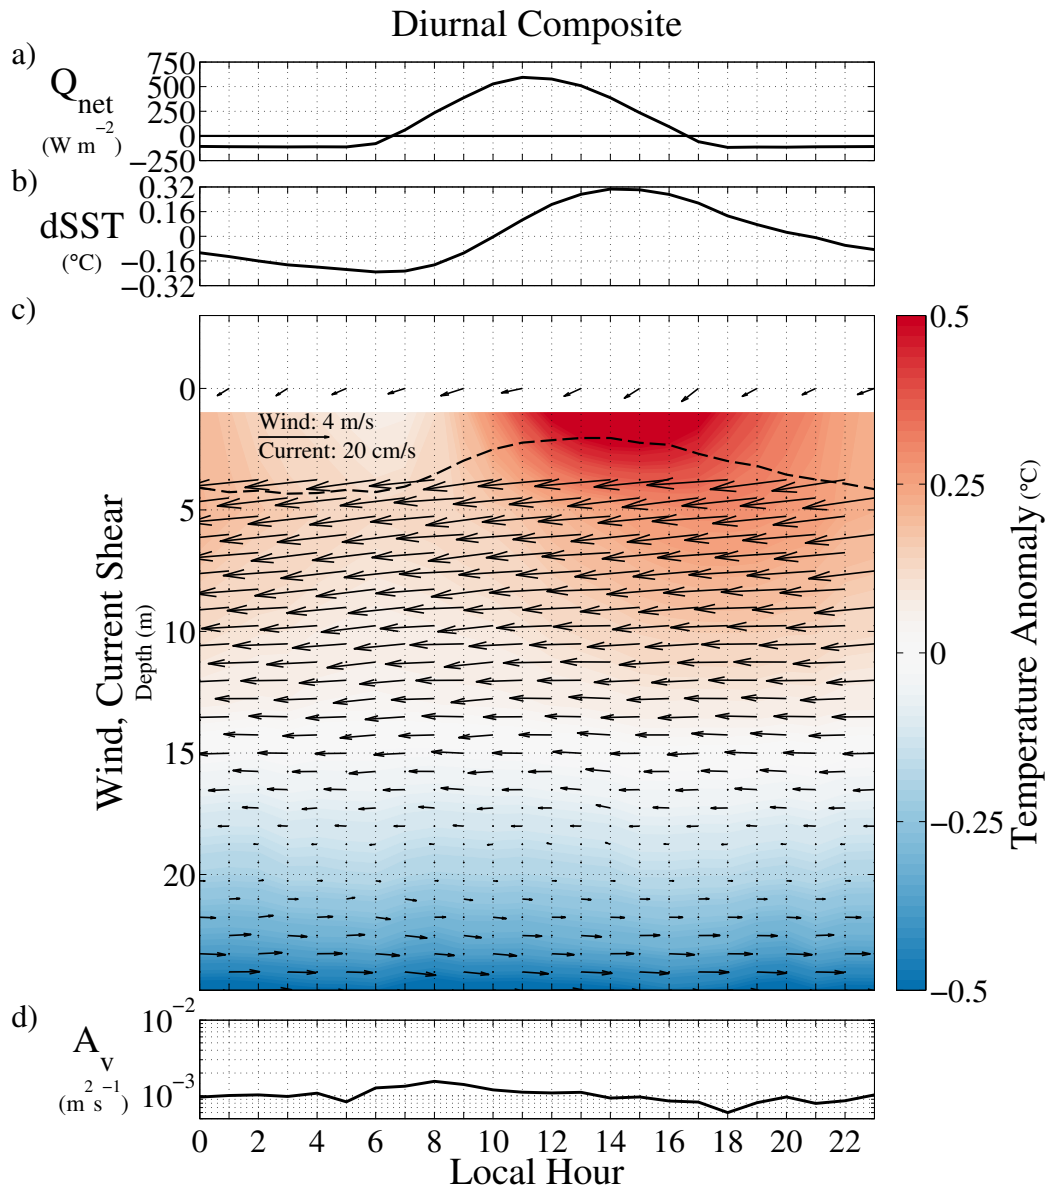 Diurnal Composite
a)
Q_net
(W m^−2)
750
500
250
0
−250
b)
dSST
(°C)
0.32
0.16
0
−0.16
−0.32
c)
Wind, Current Shear
Depth (m)
0
5
10
15
20
Wind: 4 m/s
Current: 20 cm/s
0.5
0.25
0
−0.25
−0.5
Temperature Anomaly (°C)
d)
A_v
(m^2 s^−1)
10^−2
10^−3
0 2 4 6 8 10 12 14 16 18 20 22
Local Hour